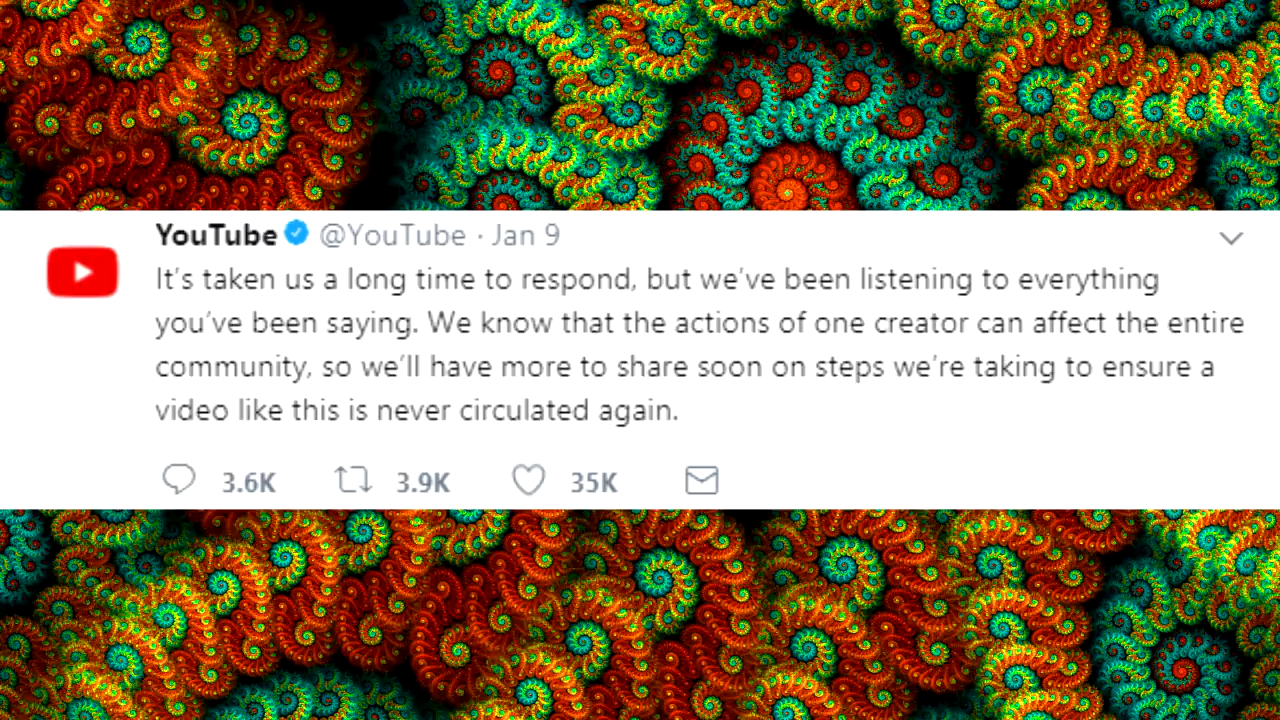 YouTube @YouTube · Jan 9
It’s taken us a long time to respond, but we’ve been listening to everything
you’ve been saying. We know that the actions of one creator can affect the entire
community, so we’ll have more to share soon on steps we’re taking to ensure a
video like this is never circulated again.
3.6K 3.9K 35K